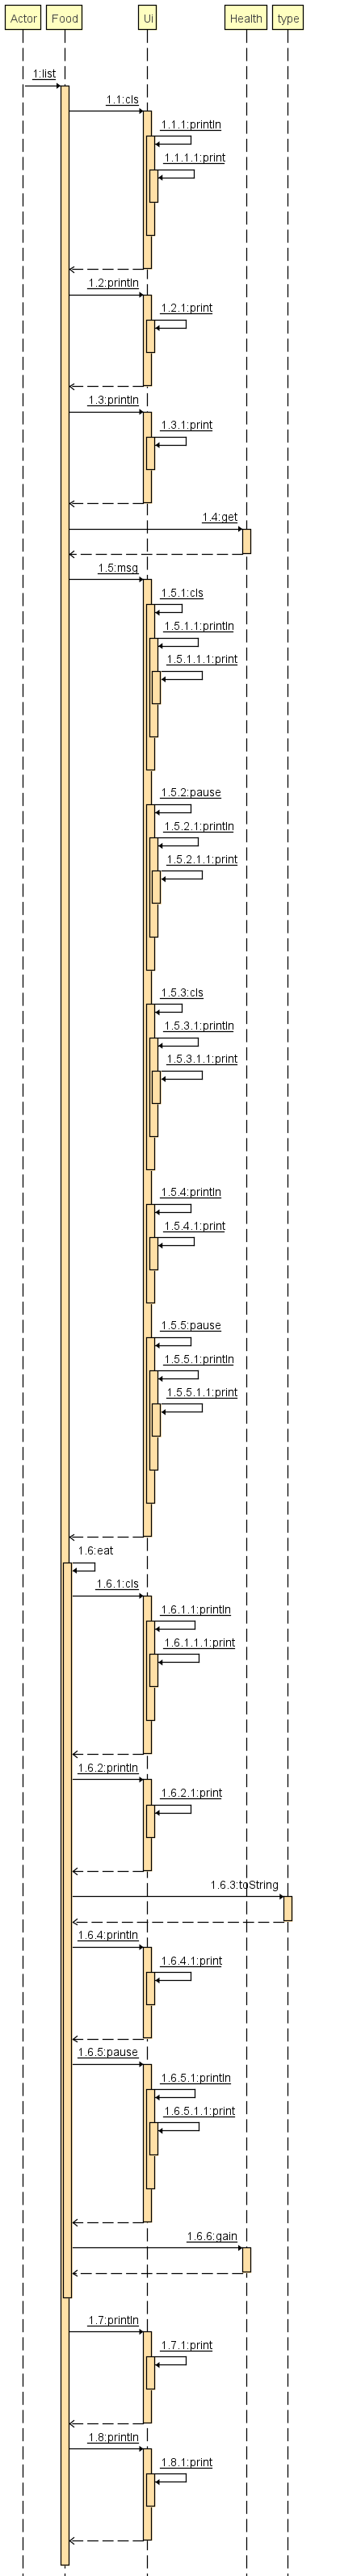 Actor Food Ui Health type
1:list
1.1:cls
1.1.1:println
1.1.1.1:print
1.2:println
1.2.1:print
1.3:println
1.3.1:print
1.4:get
1.5:msg
1.5.1:cls
1.5.1.1:println
1.5.1.1.1:print
1.5.2:pause
1.5.2.1:println
1.5.2.1.1:print
1.5.3:cls
1.5.3.1:println
1.5.3.1.1:print
1.5.4:println
1.5.4.1:print
1.5.5:pause
1.5.5.1:println
1.5.5.1.1:print
1.6:eat
1.6.1:cls
1.6.1.1:println
1.6.1.1.1:print
1.6.2:println
1.6.2.1:print
1.6.3:toString
1.6.4:println
1.6.4.1:print
1.6.5:pause
1.6.5.1:println
1.6.5.1.1:print
1.6.6:gain
1.7:println
1.7.1:print
1.8:println
1.8.1:print